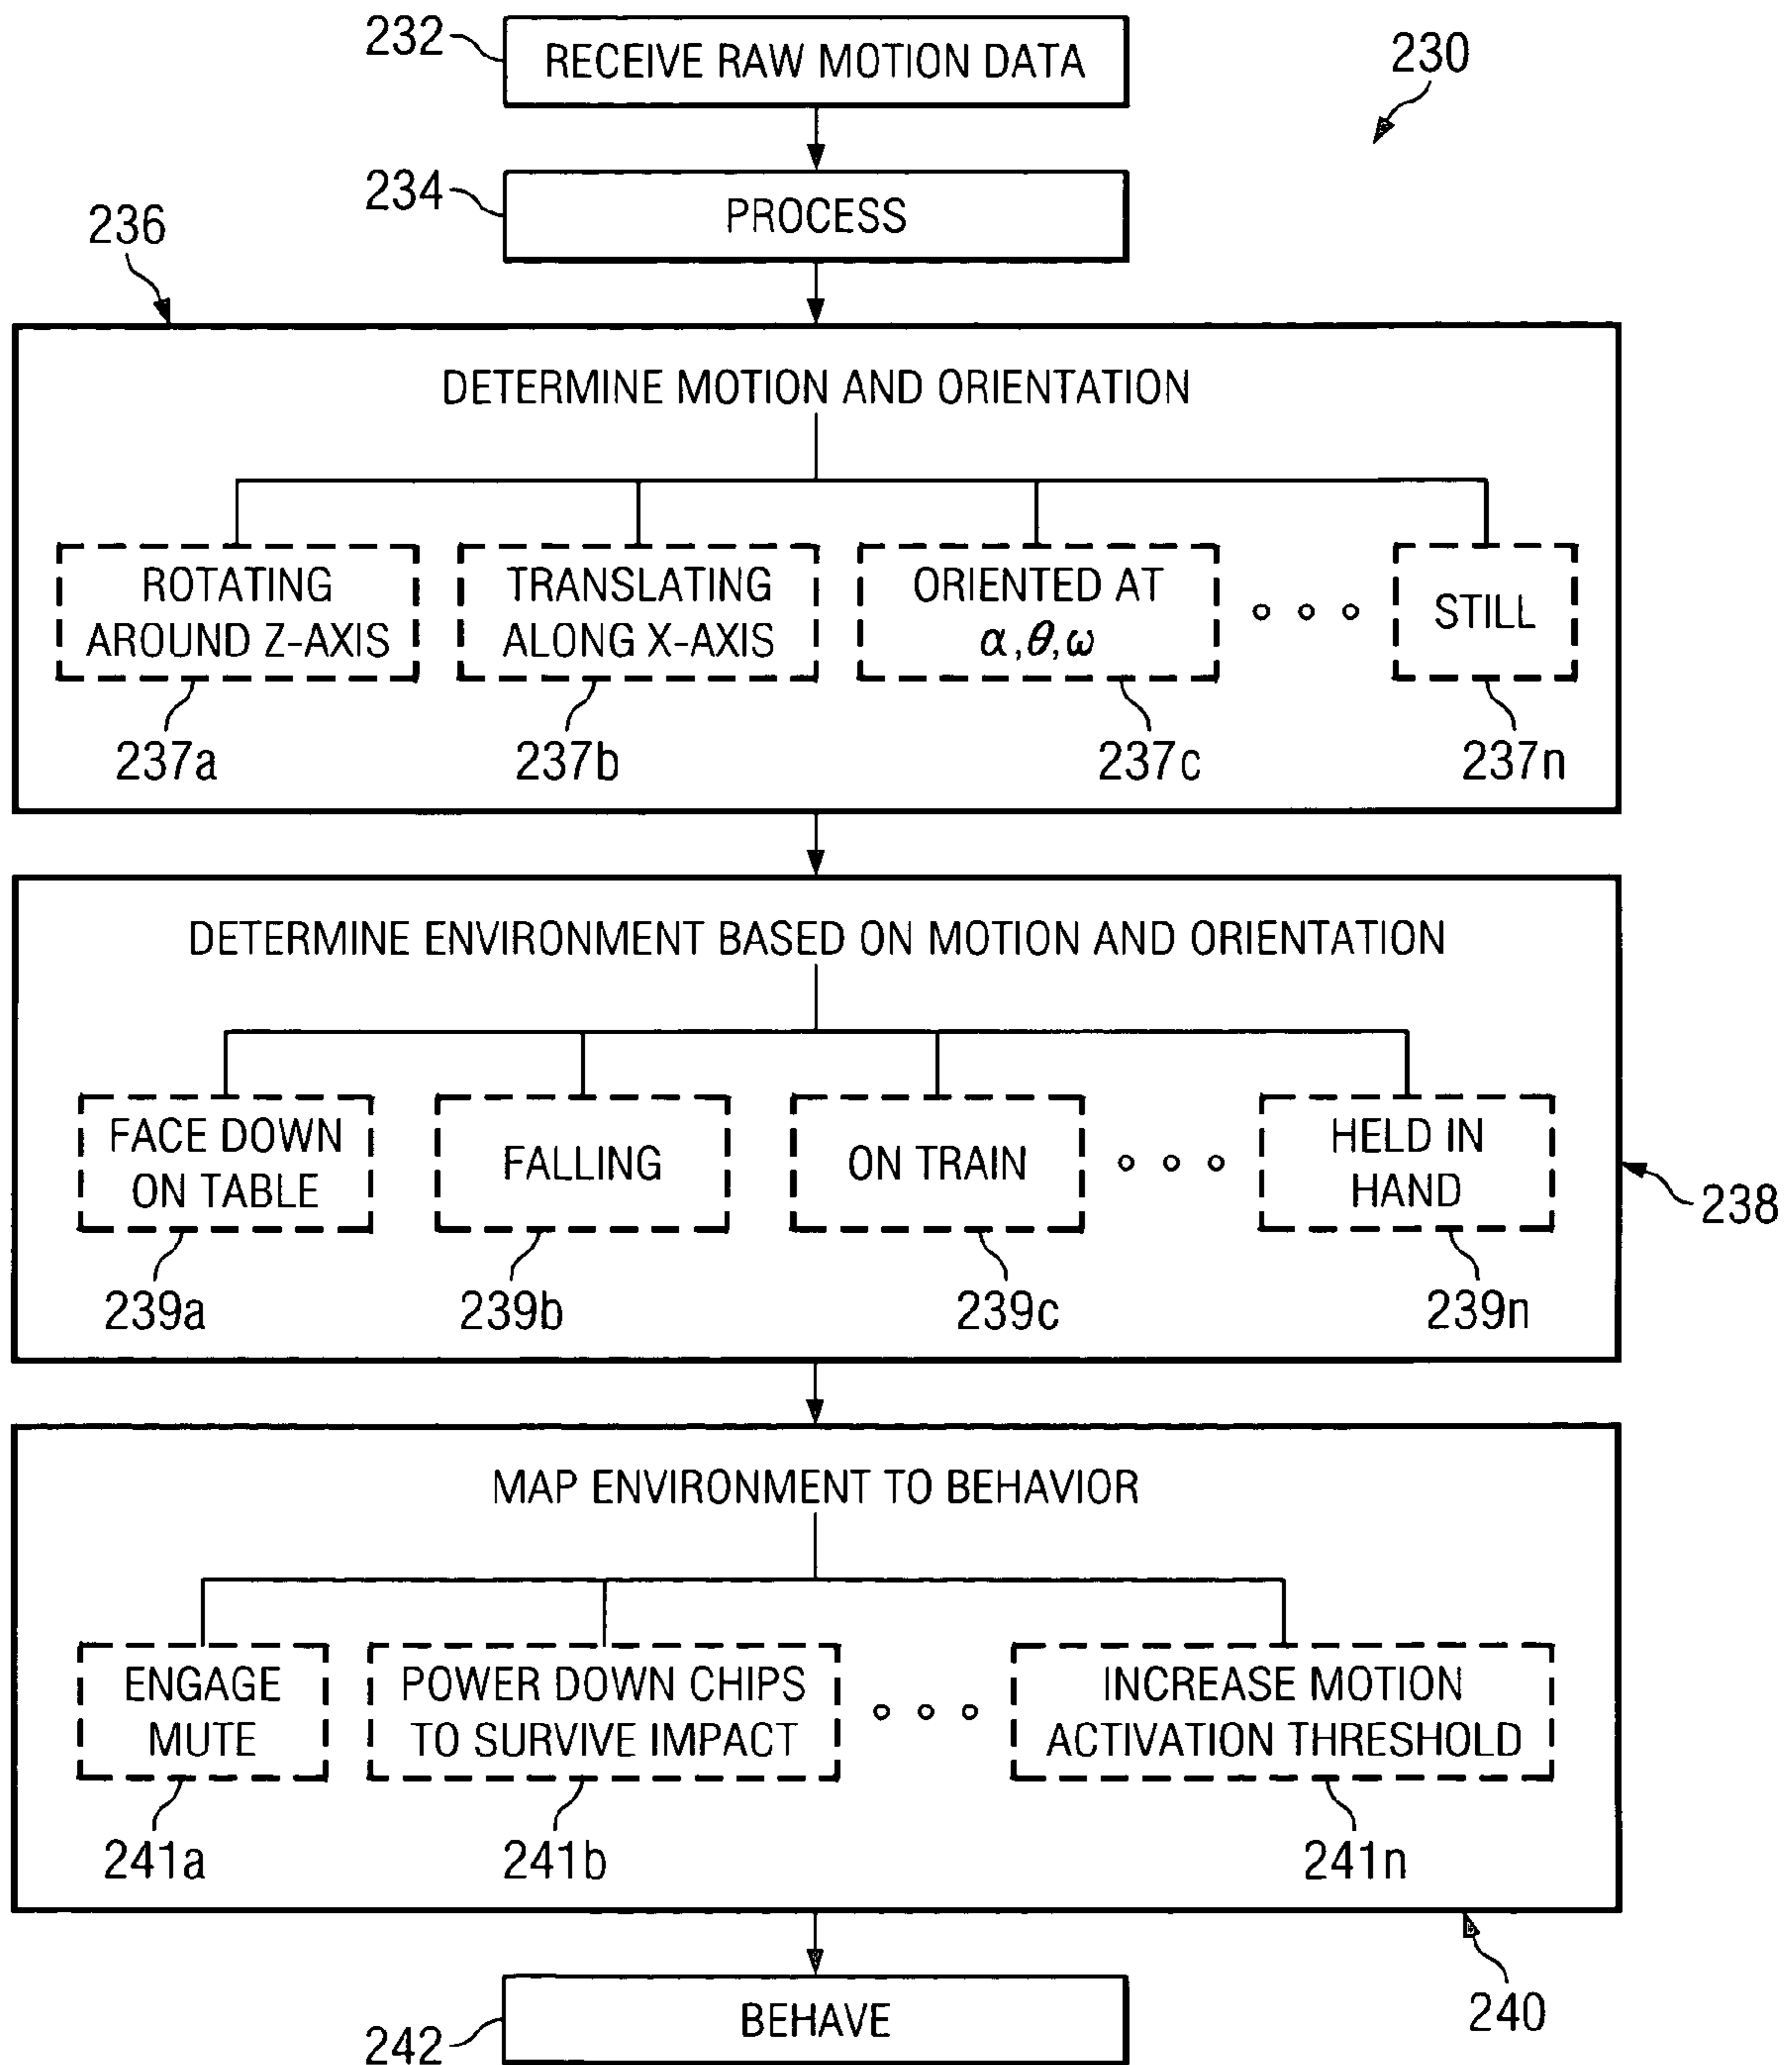 232
RECEIVE RAW MOTION DATA
230
234
PROCESS
236
DETERMINE MOTION AND ORIENTATION
ROTATING
AROUND Z-AXIS
TRANSLATING
ALONG X-AXIS
ORIENTED AT
α,θ,ω
STILL
237a
237b
237c
237n
DETERMINE ENVIRONMENT BASED ON MOTION AND ORIENTATION
FACE DOWN
ON TABLE
FALLING
ON TRAIN
HELD IN
HAND
238
239a
239b
239c
239n
MAP ENVIRONMENT TO BEHAVIOR
ENGAGE
MUTE
POWER DOWN CHIPS
TO SURVIVE IMPACT
INCREASE MOTION
ACTIVATION THRESHOLD
241a
241b
241n
240
242
BEHAVE